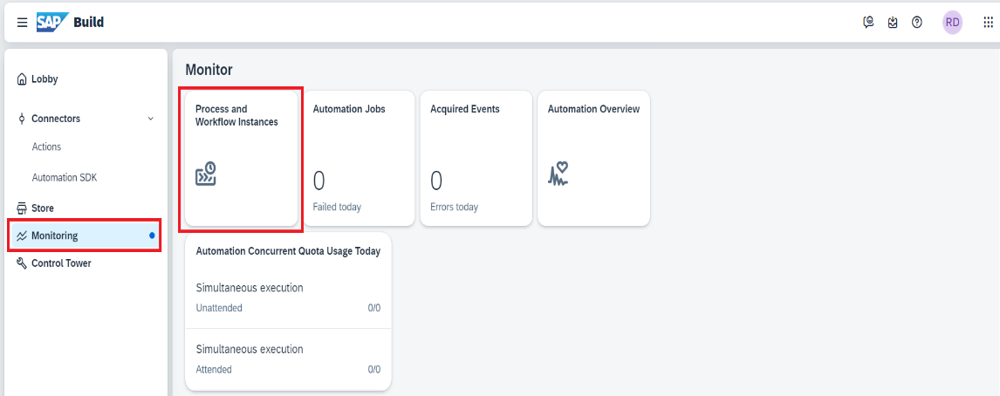 SAP Build
RD
Lobby
Connectors
Actions
Automation SDK
Store
Monitoring
Control Tower
Monitor
Process and
Workflow Instances
Automation Jobs
0
Failed today
Acquired Events
0
Errors today
Automation Overview
Automation Concurrent Quota Usage Today
Simultaneous execution
Unattended 0/0
Simultaneous execution
Attended 0/0